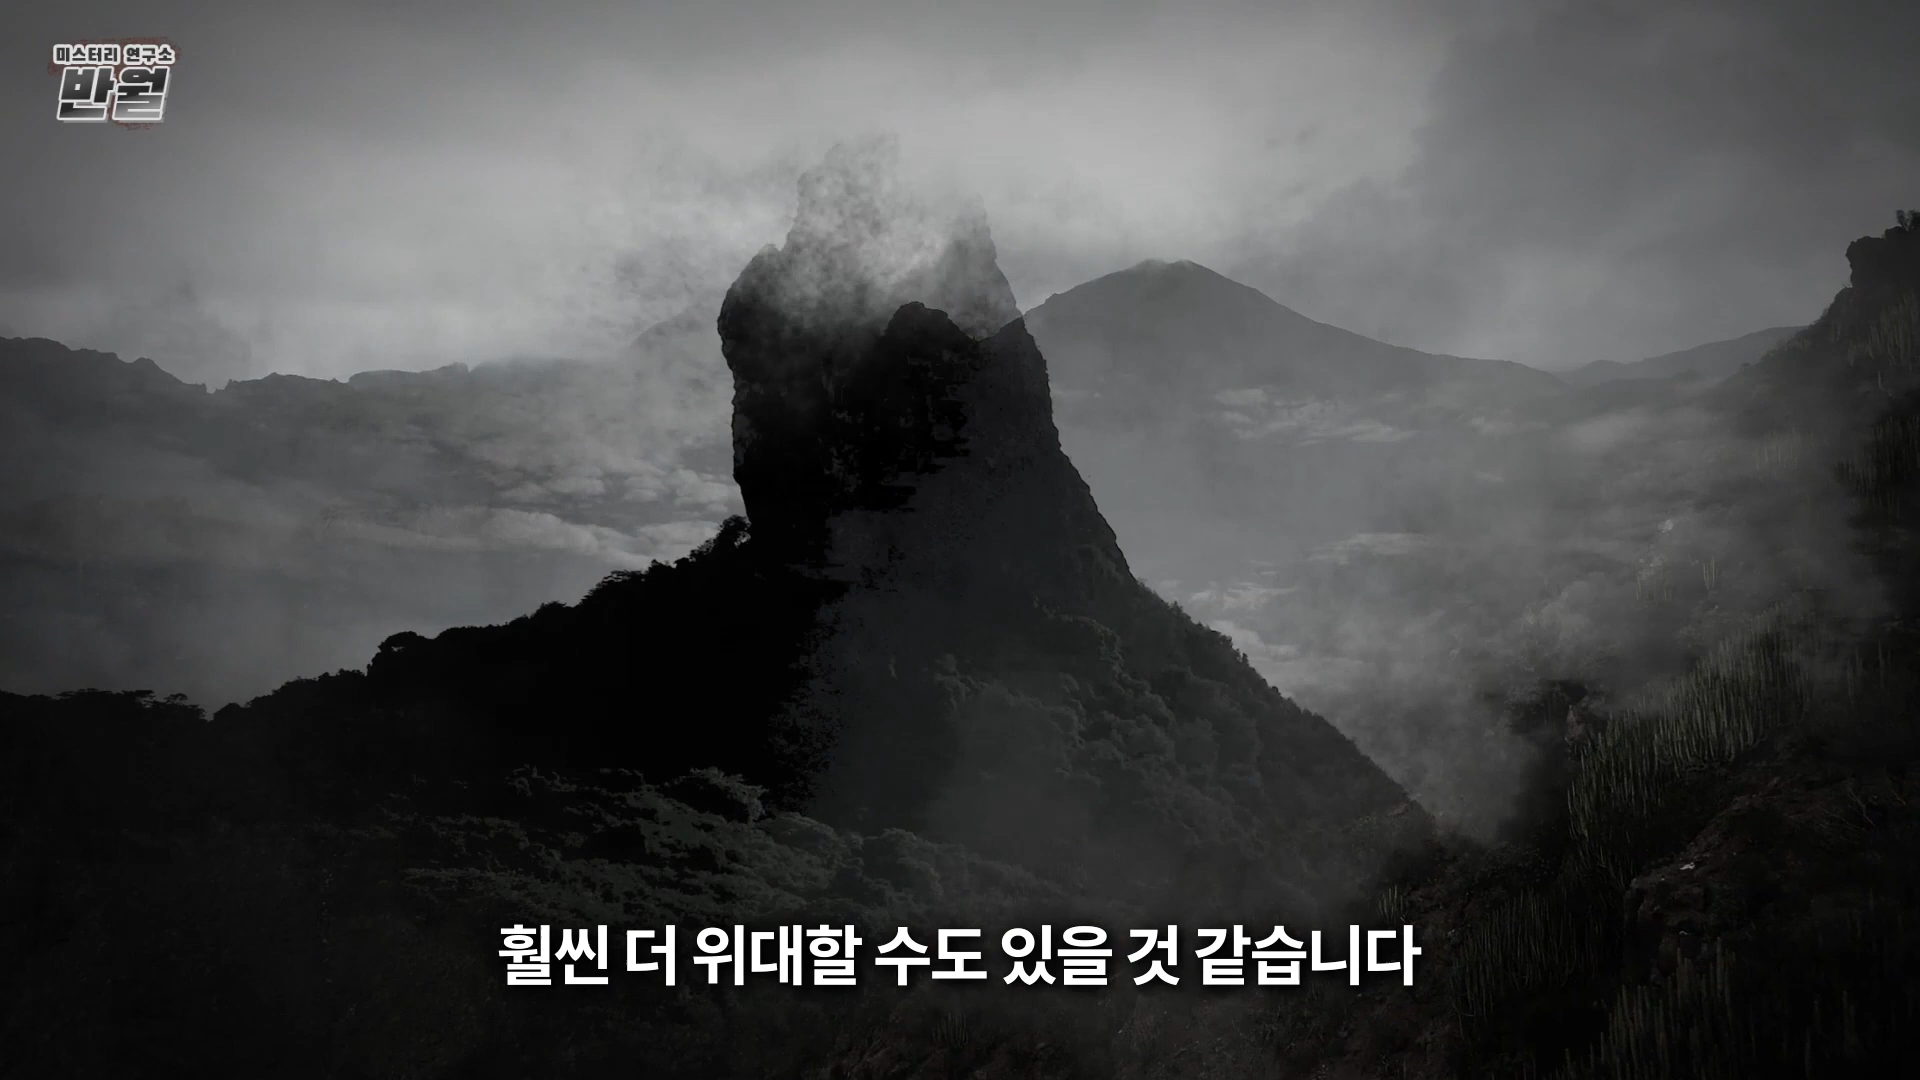 미스터리 연구소
반월
훨씬 더 위대할 수도 있을 것 같습니다